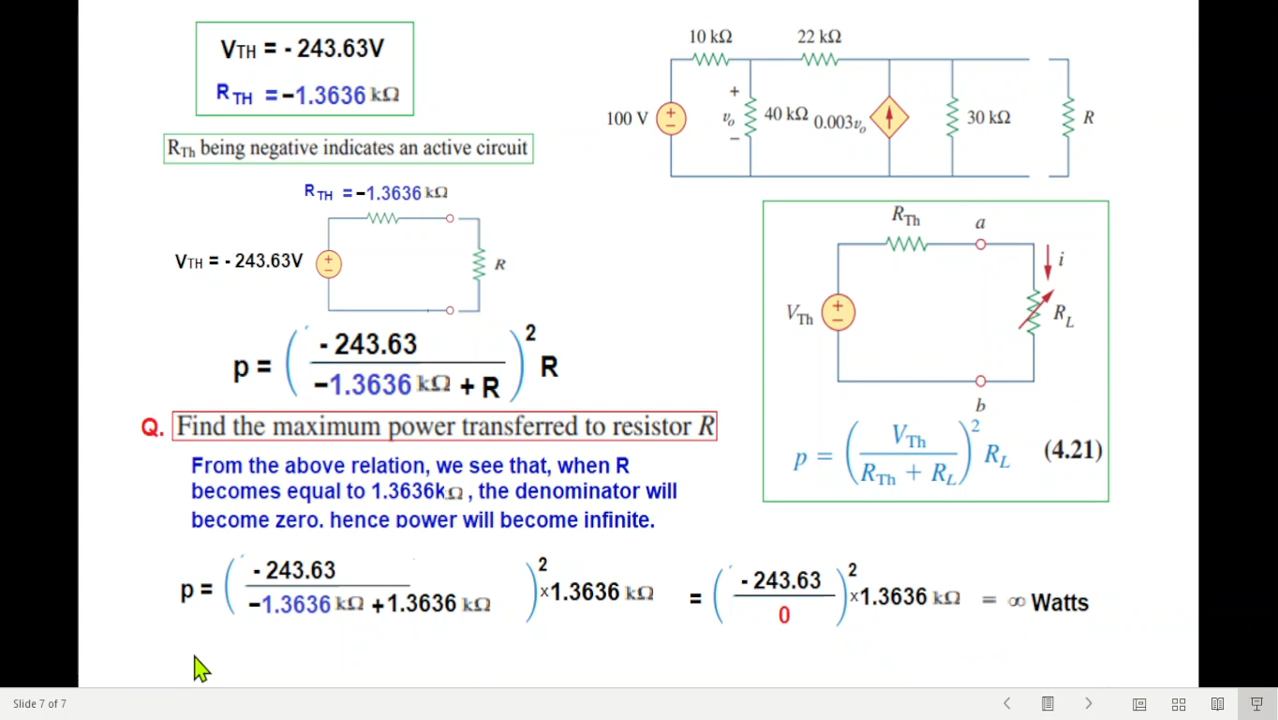 VTH = - 243.63V
R TH = −1.3636 kΩ
RTh being negative indicates an active circuit
R TH = −1.3636 kΩ
VTH = - 243.63V
R
p = ( - 243.63 / −1.3636 kΩ + R )2 R
10 kΩ 22 kΩ
100 V + − + vo − 40 kΩ 0.003vo 30 kΩ R
RTh a
i
VTh + − RL
b
p = ( VTh / RTh + RL )2 RL (4.21)
Q. Find the maximum power transferred to resistor R
From the above relation, we see that, when R
becomes equal to 1.3636kΩ , the denominator will
become zero. hence power will become infinite.
p = ( - 243.63 / −1.3636 kΩ +1.3636 kΩ )2 ×1.3636 kΩ = ( - 243.63 / 0 )2 ×1.3636 kΩ = ∞ Watts
Slide 7 of 7